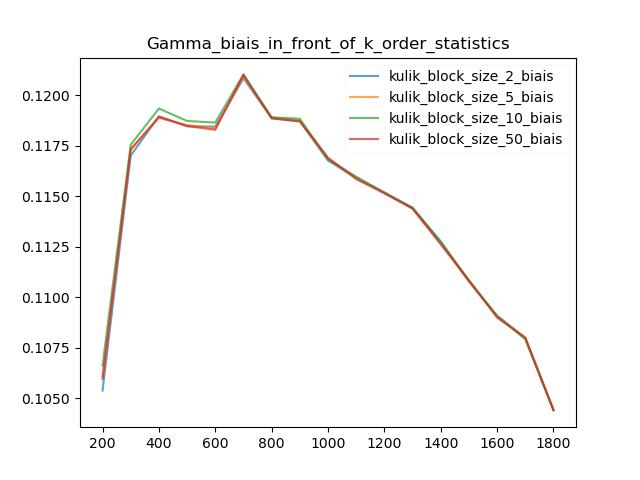 Gamma_biais_in_front_of_k_order_statistics
kulik_block_size_2_biais
kulik_block_size_5_biais
kulik_block_size_10_biais
kulik_block_size_50_biais
0.1200
0.1175
0.1150
0.1125
0.1100
0.1075
0.1050
200 400 600 800 1000 1200 1400 1600 1800